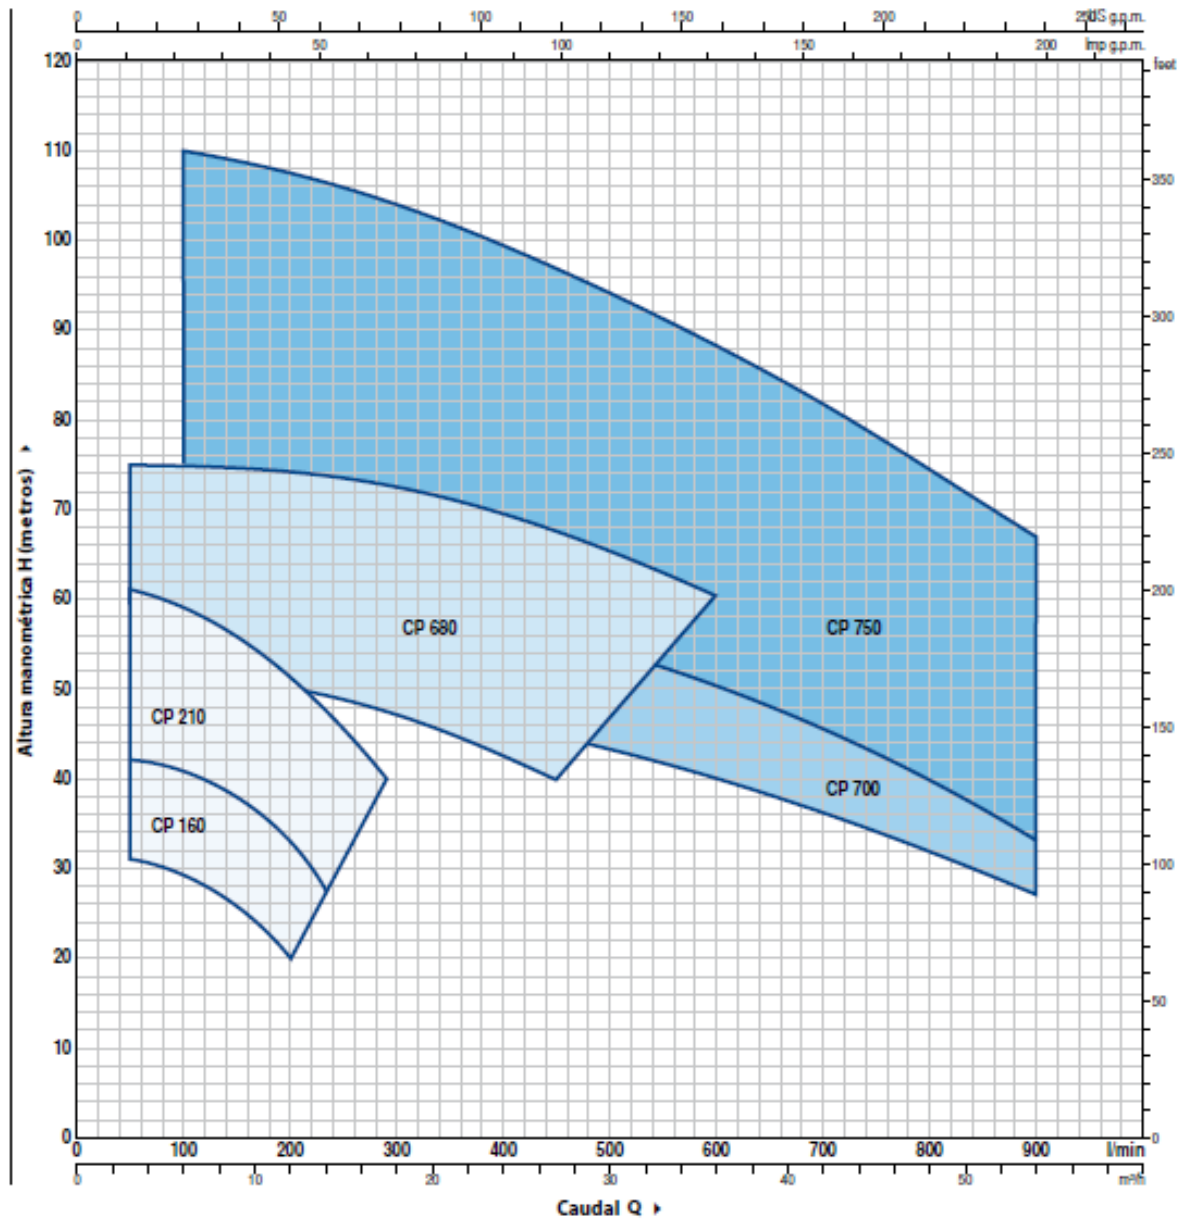 0 50 100 150 200 250 US g.p.m.
0 50 100 150 200 Imp g.p.m.
120
feet
110
350
100
300
90
80
250
70
60
200
CP 680
CP 750
50
CP 210
150
40
CP 700
CP 160
30
100
20
50
10
0
0
0 100 200 300 400 500 600 700 800 900 l/min
0 10 20 30 40 50 m³/h
Altura manométrica H (metros)
Caudal Q